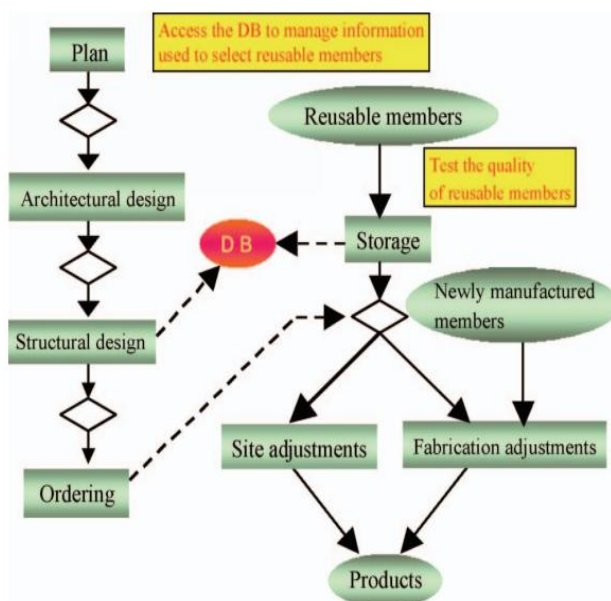 Plan
Access the DB to manage information
used to select reusable members
Reusable members
Test the quality
of reusable members
Architectural design
DB
Storage
Newly manufactured
members
Structural design
Site adjustments
Fabrication adjustments
Ordering
Products